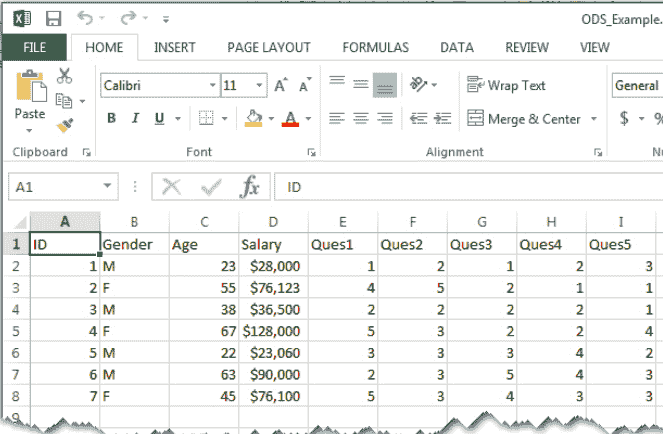 ODS_Example.
FILE HOME INSERT PAGE LAYOUT FORMULAS DATA REVIEW VIEW
Calibri 11 A A Wrap Text General
Paste B I U A Merge & Center $ %
Clipboard Font Alignment
A1 fx ID
A B C D E F G H I
1 ID Gender Age Salary Ques1 Ques2 Ques3 Ques4 Ques5
2 1 M 23 $28,000 1 2 1 2 3
3 2 F 55 $76,123 4 5 2 1 1
4 3 M 38 $36,500 2 2 2 2 1
5 4 F 67 $128,000 5 3 2 2 4
6 5 M 22 $23,060 3 3 3 4 2
7 6 M 63 $90,000 2 3 5 4 3
8 7 F 45 $76,100 5 3 4 3 3
9